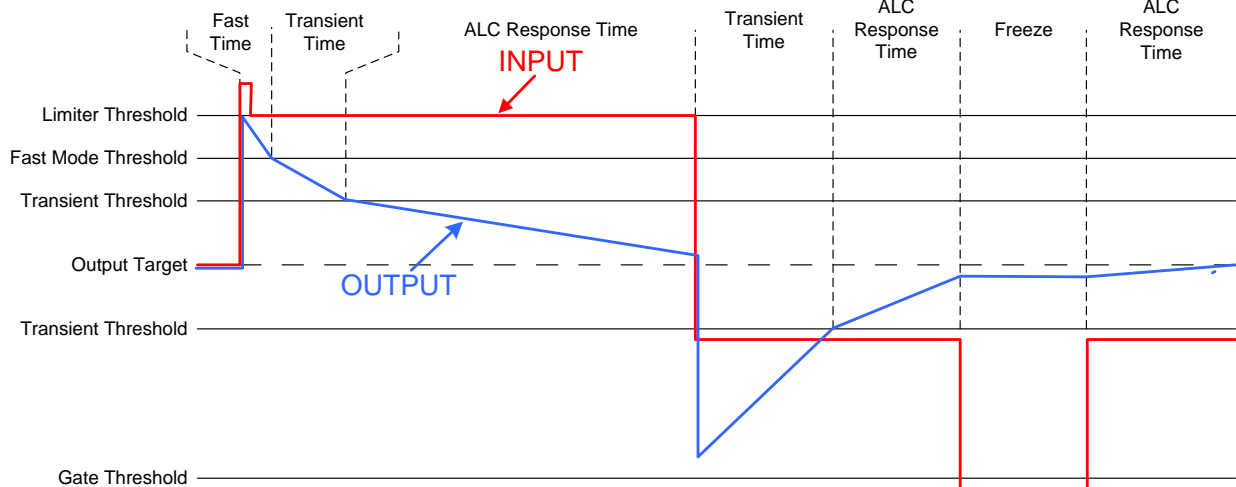 Fast
Time
Transient
Time
ALC Response Time
Transient
Time
ALC
Response
Time
Freeze
ALC
Response
Time
INPUT
Limiter Threshold
Fast Mode Threshold
Transient Threshold
Output Target
OUTPUT
Transient Threshold
Gate Threshold